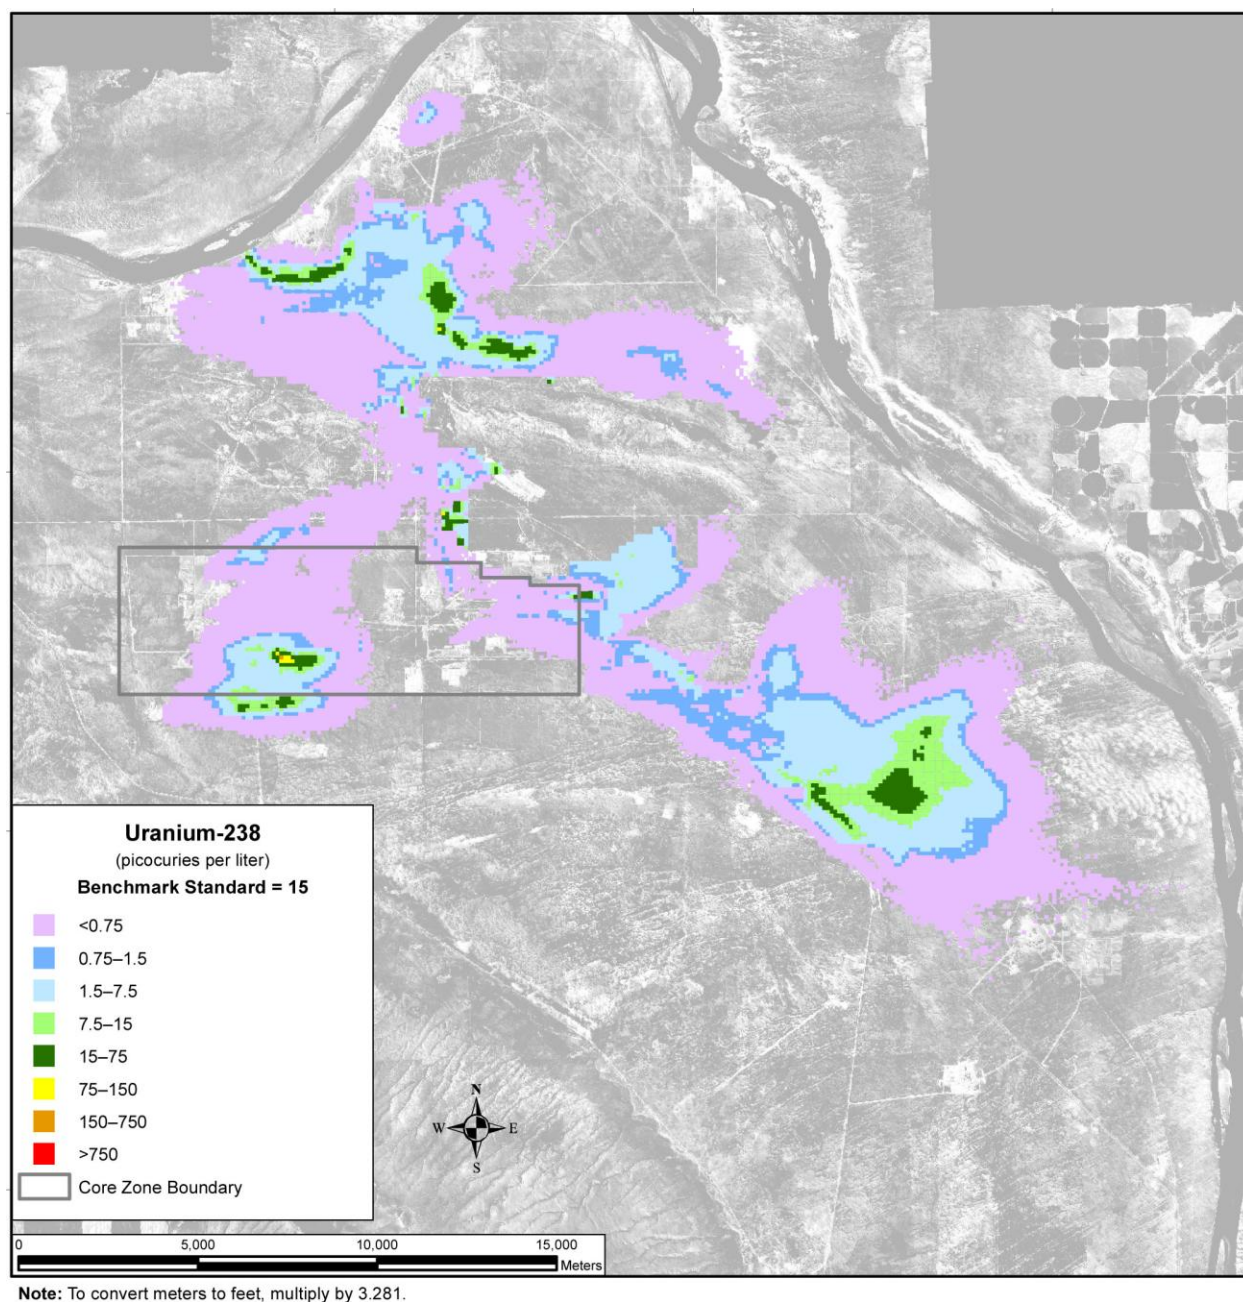 Uranium-238
(picocuries per liter)
Benchmark Standard = 15
<0.75
0.75–1.5
1.5–7.5
7.5–15
15–75
75–150
150–750
>750
Core Zone Boundary
N
W E
S
0 5,000 10,000 15,000
Meters
Note: To convert meters to feet, multiply by 3.281.